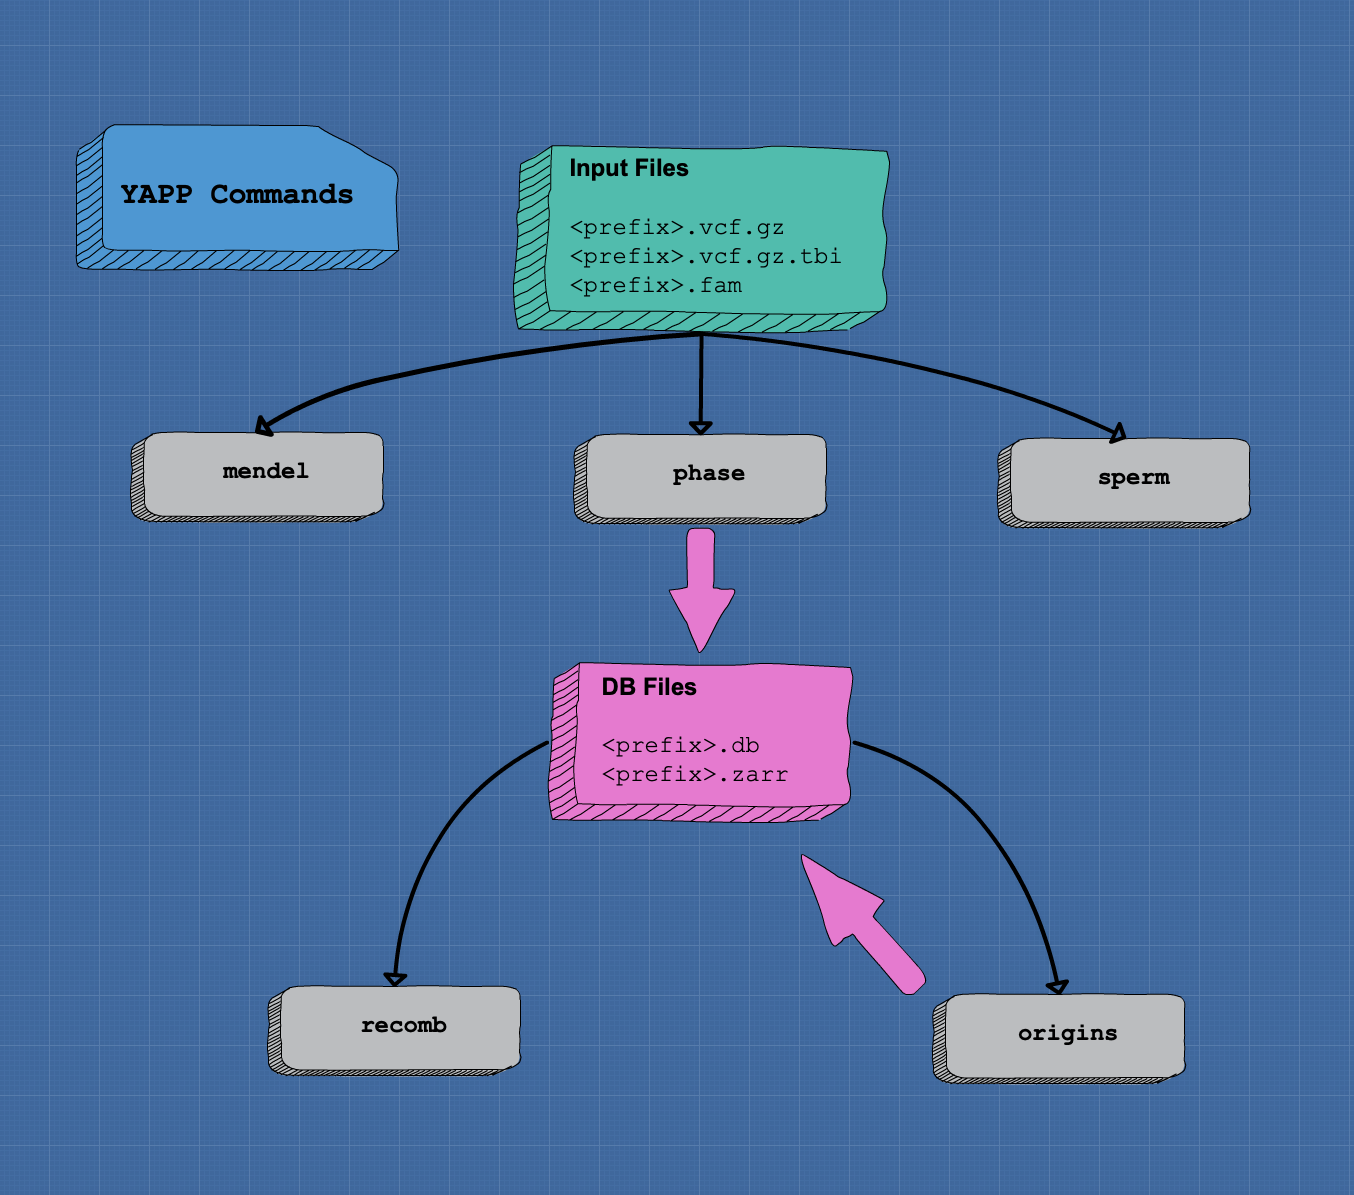 YAPP Commands
Input Files
<prefix>.vcf.gz
<prefix>.vcf.gz.tbi
<prefix>.fam
mendel
phase
sperm
DB Files
<prefix>.db
<prefix>.zarr
recomb
origins